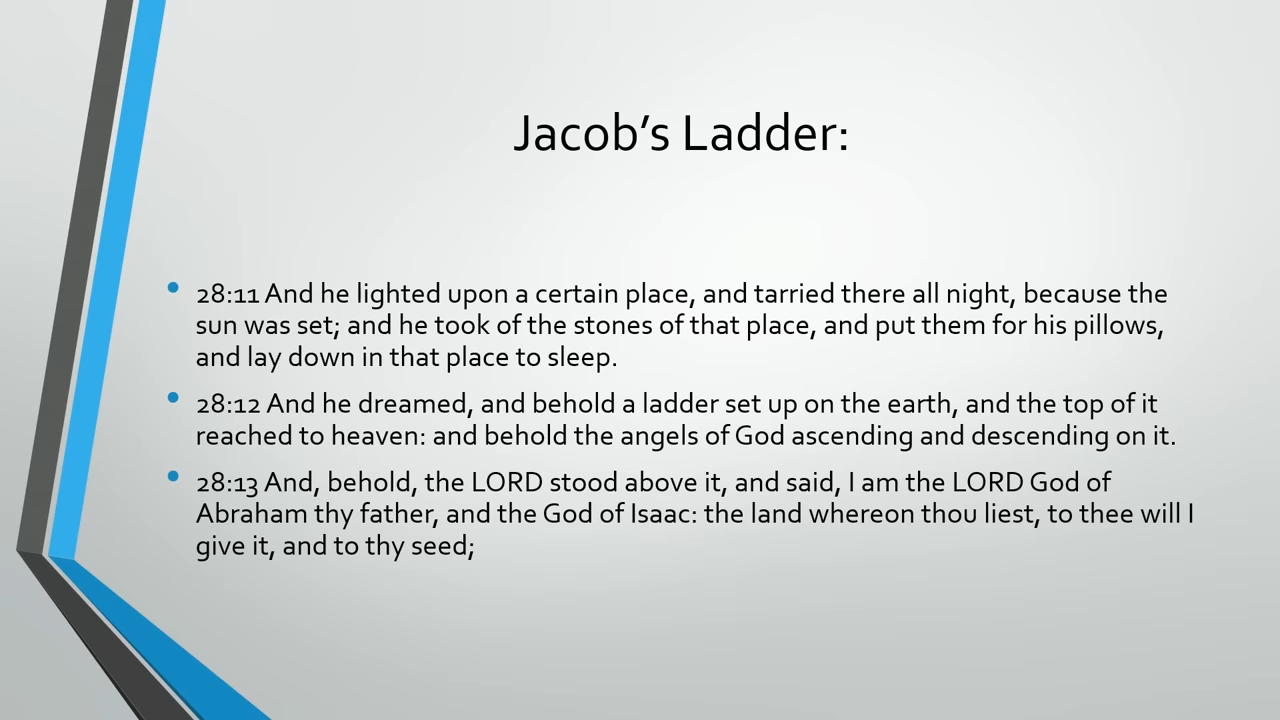 Jacob’s Ladder:
• 28:11 And he lighted upon a certain place, and tarried there all night, because the
sun was set; and he took of the stones of that place, and put them for his pillows,
and lay down in that place to sleep.
• 28:12 And he dreamed, and behold a ladder set up on the earth, and the top of it
reached to heaven: and behold the angels of God ascending and descending on it.
• 28:13 And, behold, the LORD stood above it, and said, I am the LORD God of
Abraham thy father, and the God of Isaac: the land whereon thou liest, to thee will I
give it, and to thy seed;